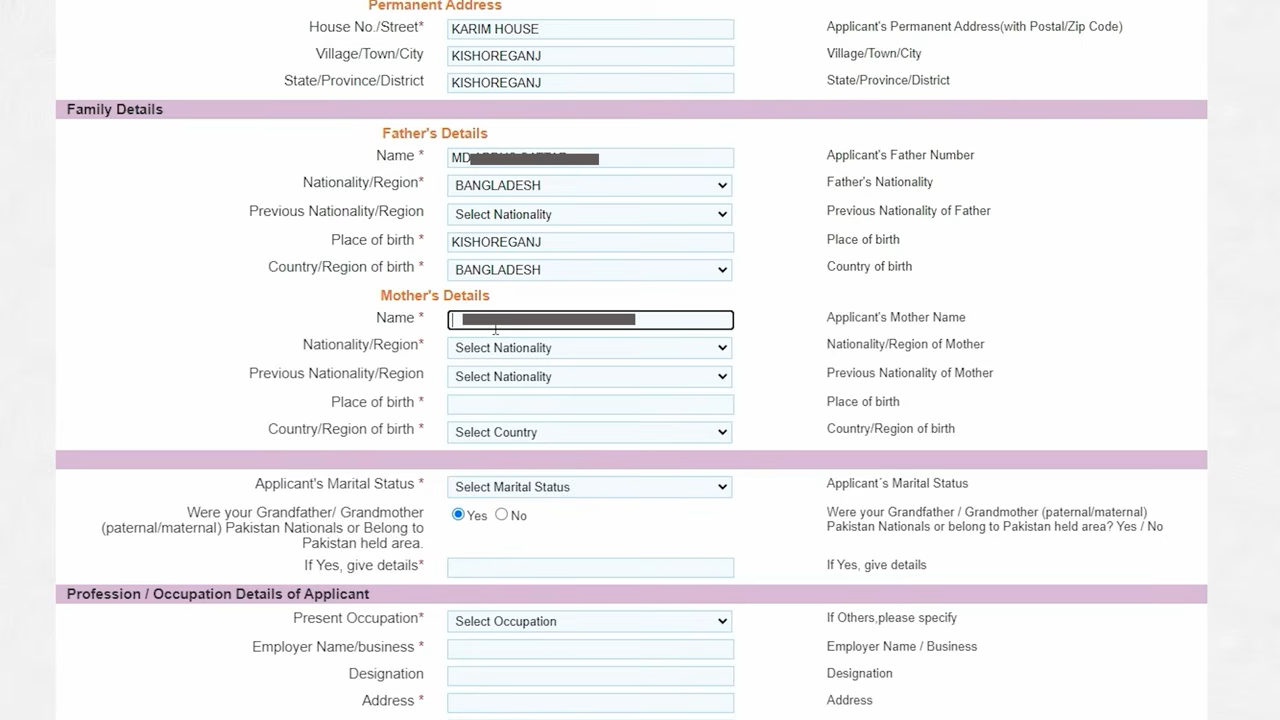 Permanent Address
House No./Street* KARIM HOUSE Applicant's Permanent Address(with Postal/Zip Code)
Village/Town/City KISHOREGANJ Village/Town/City
State/Province/District KISHOREGANJ State/Province/District
Family Details
Father's Details
Name * MD Applicant's Father Number
Nationality/Region* BANGLADESH Father's Nationality
Previous Nationality/Region Select Nationality Previous Nationality of Father
Place of birth * KISHOREGANJ Place of birth
Country/Region of birth * BANGLADESH Country of birth
Mother's Details
Name * Applicant's Mother Name
Nationality/Region* Select Nationality Nationality/Region of Mother
Previous Nationality/Region Select Nationality Previous Nationality of Mother
Place of birth * Place of birth
Country/Region of birth * Select Country Country/Region of birth
Applicant's Marital Status * Select Marital Status Applicant´s Marital Status
Were your Grandfather/ Grandmother Yes No Were your Grandfather / Grandmother (paternal/maternal)
(paternal/maternal) Pakistan Nationals or Belong to Pakistan Nationals or belong to Pakistan held area? Yes / No
Pakistan held area.
If Yes, give details* If Yes, give details
Profession / Occupation Details of Applicant
Present Occupation* Select Occupation If Others,please specify
Employer Name/business * Employer Name / Business
Designation Designation
Address * Address